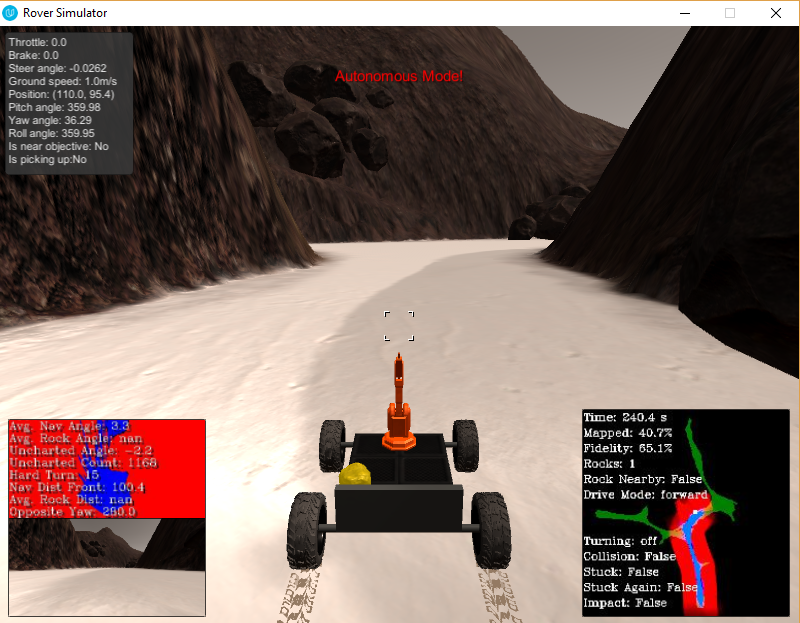 Rover Simulator
Throttle: 0.0
Brake: 0.0
Steer angle: -0.0262
Ground speed: 1.0m/s
Position: (110.0, 95.4)
Pitch angle: 359.98
Yaw angle: 36.29
Roll angle: 359.95
Is near objective: No
Is picking up:No
Autonomous Mode!
Avg. Nav Angle: 3.3
Avg. Rock Angle: nan
Uncharted Angle: -2.2
Uncharted Count: 1168
Hard Turn: 15
Nav Dist Front: 100.4
Avg. Rock Dist: nan
Opposite Yaw: 280.0
Time: 240.4 s
Mapped: 40.7%
Fidelity: 65.1%
Rocks: 1
Rock Nearby: False
Drive Mode: forward
Turning: off
Collision: False
Stuck: False
Stuck Again: False
Impact: False